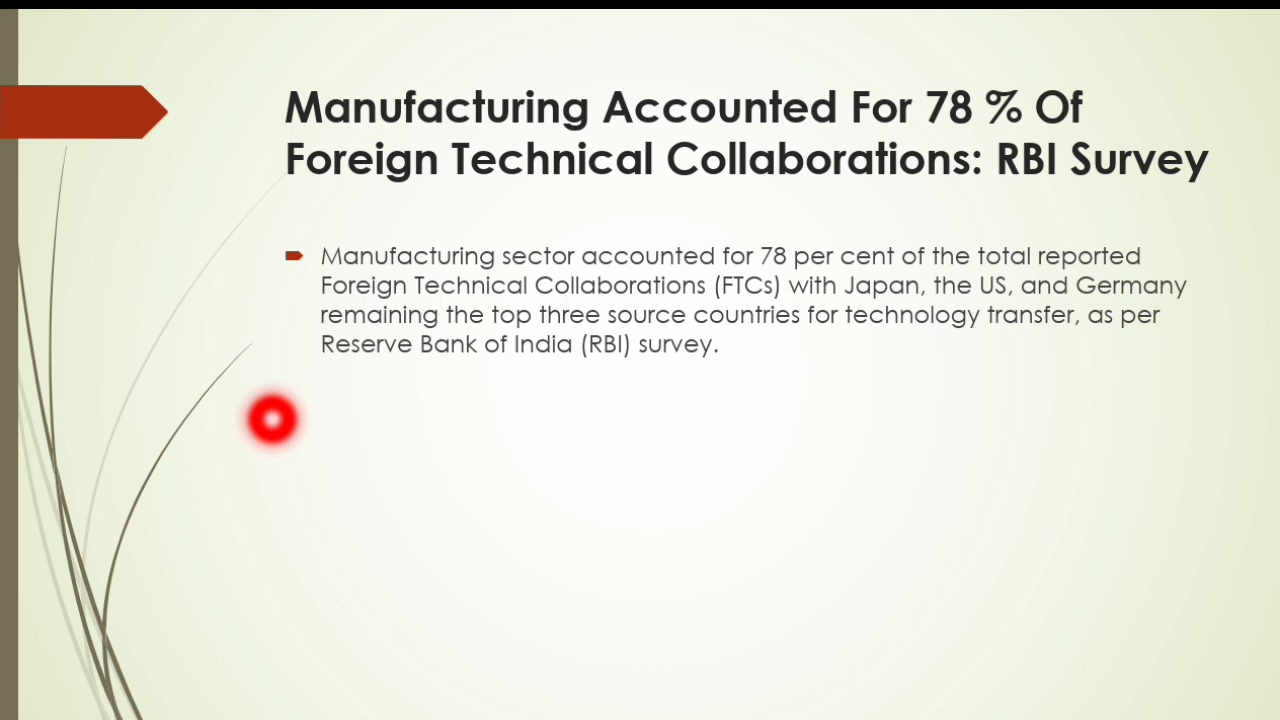 Manufacturing Accounted For 78 % Of
Foreign Technical Collaborations: RBI Survey
Manufacturing sector accounted for 78 per cent of the total reported
Foreign Technical Collaborations (FTCs) with Japan, the US, and Germany
remaining the top three source countries for technology transfer, as per
Reserve Bank of India (RBI) survey.